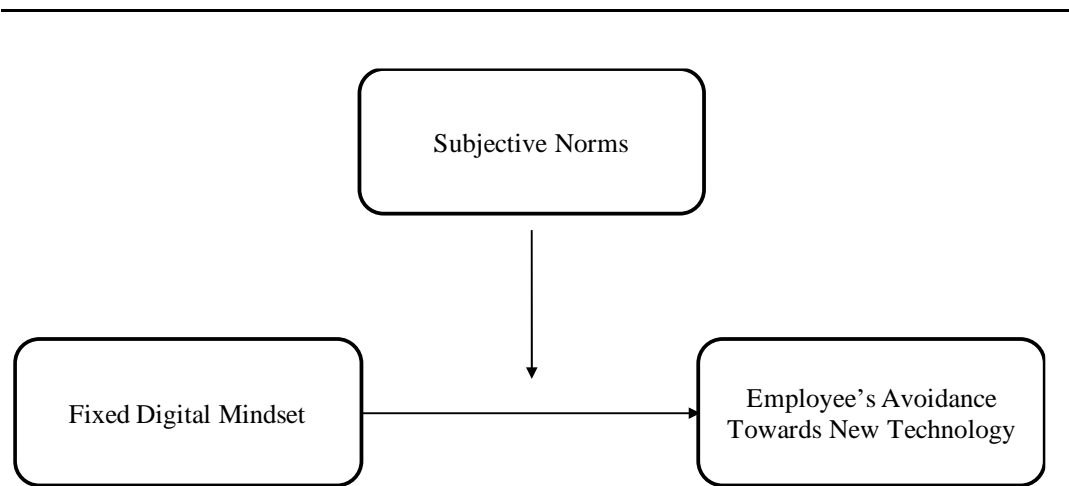 Subjective Norms
Fixed Digital Mindset
Employee’s Avoidance
Towards New Technology